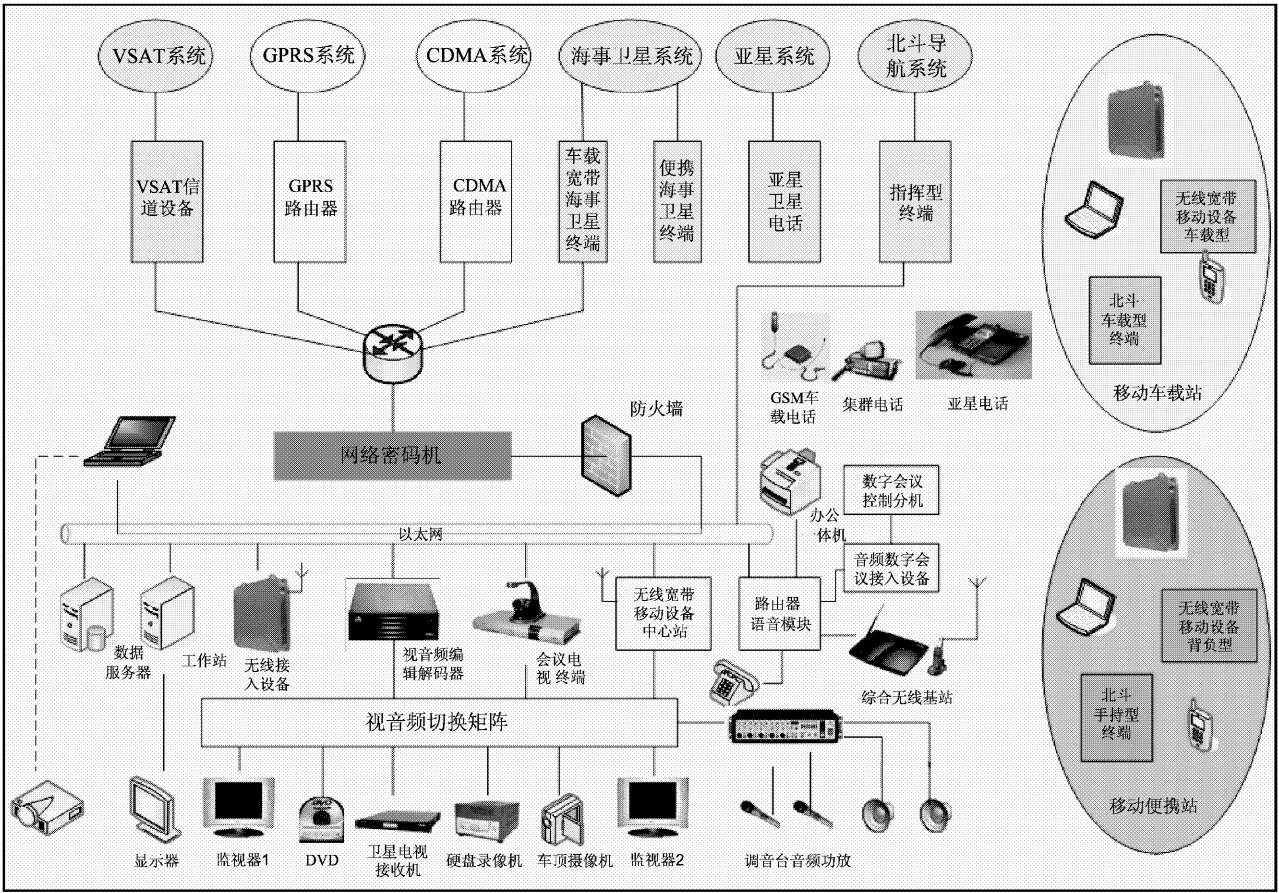 VSAT系统
GPRS系统
CDMA系统
海事卫星系统
亚星系统
北斗导
航系统
VSAT信
道设备
GPRS
路由器
CDMA
路由器
车载
宽带
海事
卫星
终端
便携
海事
卫星
终端
亚星
卫星
电话
指挥型
终端
无线宽带
移动设备
车载型
北斗
车载型
终端
移动车载站
GSM车
载电话
集群电话
亚星电话
防火墙
网络密码机
以太网
办公
一体机
数字会议
控制分机
音频数字会
议接入设备
数据
服务器
工作站
无线接
入设备
视音频编
辑解码器
会议电
视 终端
无线宽带
移动设备
中心站
路由器
语音模块
综合无线基站
无线宽带
移动设备
背负型
北斗
手持型
终端
移动便携站
视音频切换矩阵
显示器
监视器1
DVD
卫星电视
接收机
硬盘录像机
车顶摄像机
监视器2
调音台音频功放